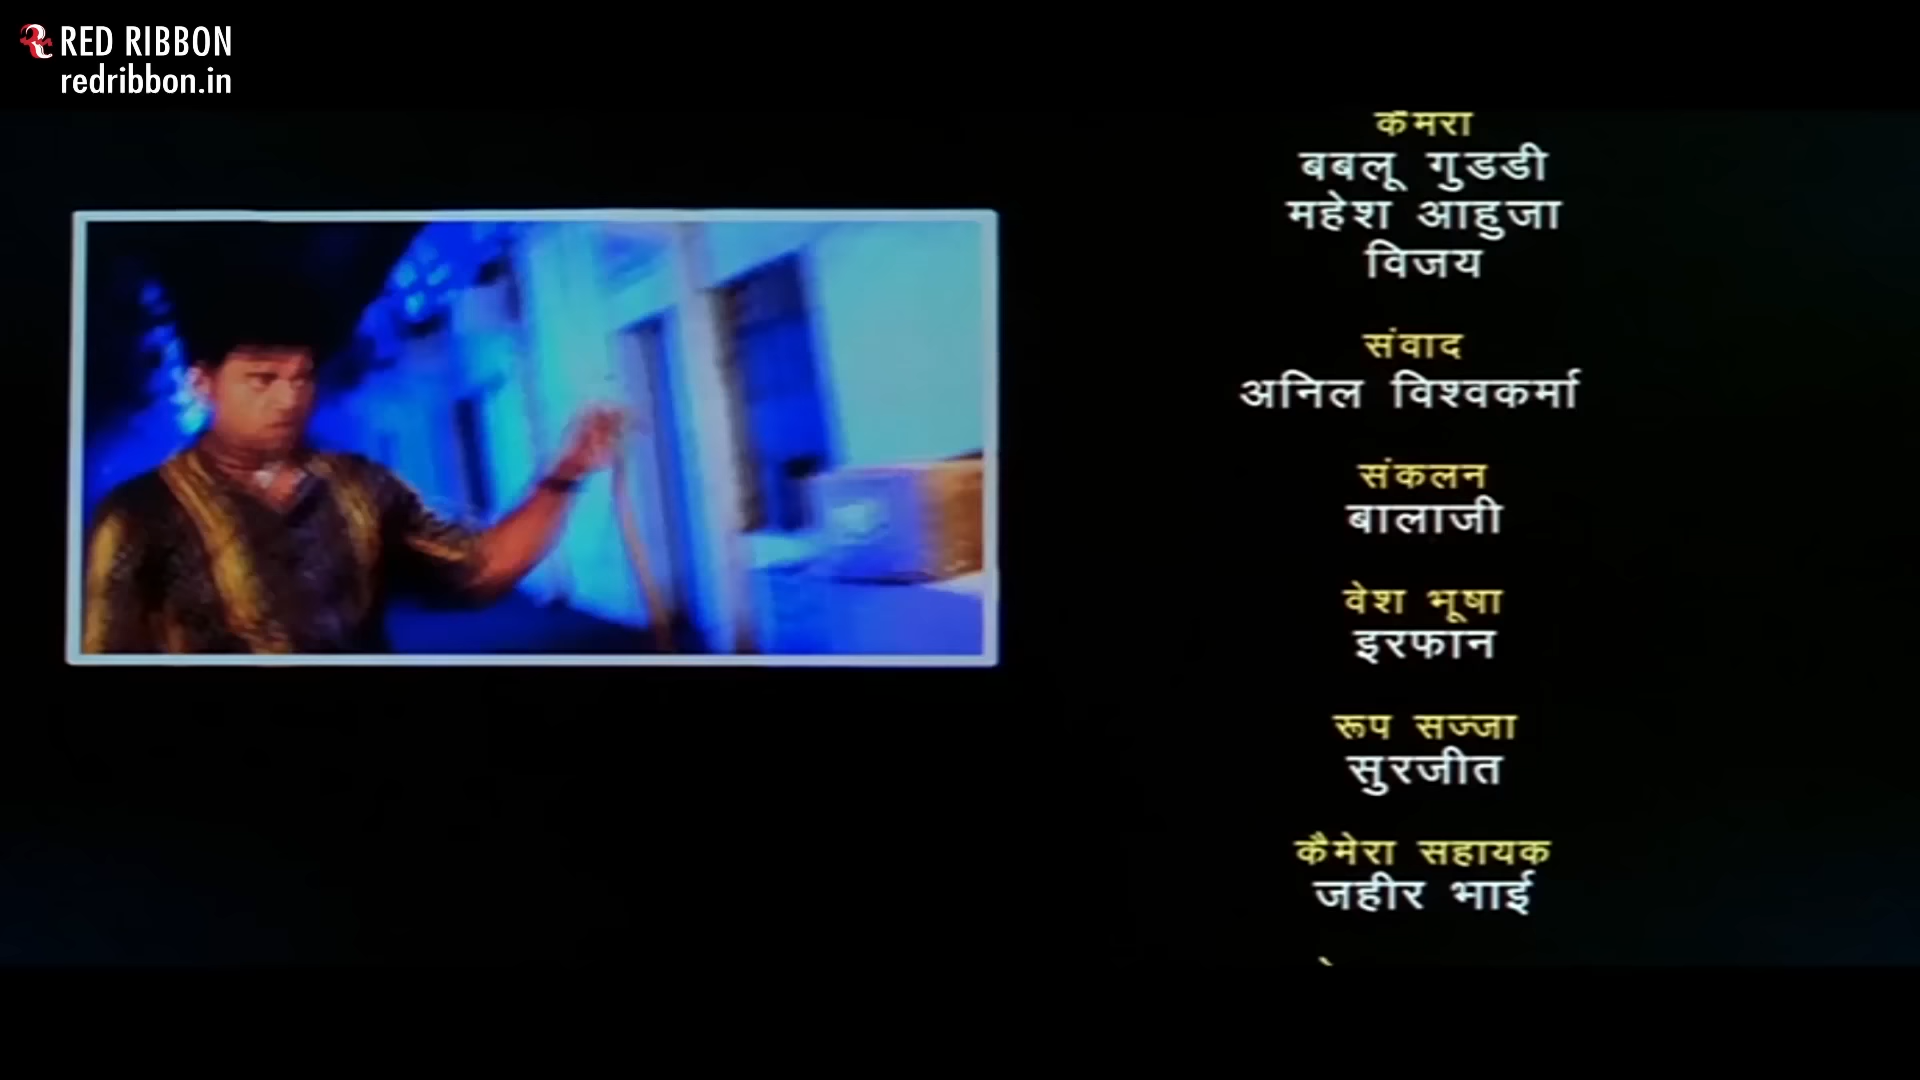 RED RIBBON
redribbon.in
कैमरा
बबलू गुडडी
महेश आहुजा
विजय
संवाद
अनिल विश्वकर्मा
संकलन
बालाजी
वेश भूषा
इरफान
रूप सज्जा
सुरजीत
कैमेरा सहायक
जहीर भाई